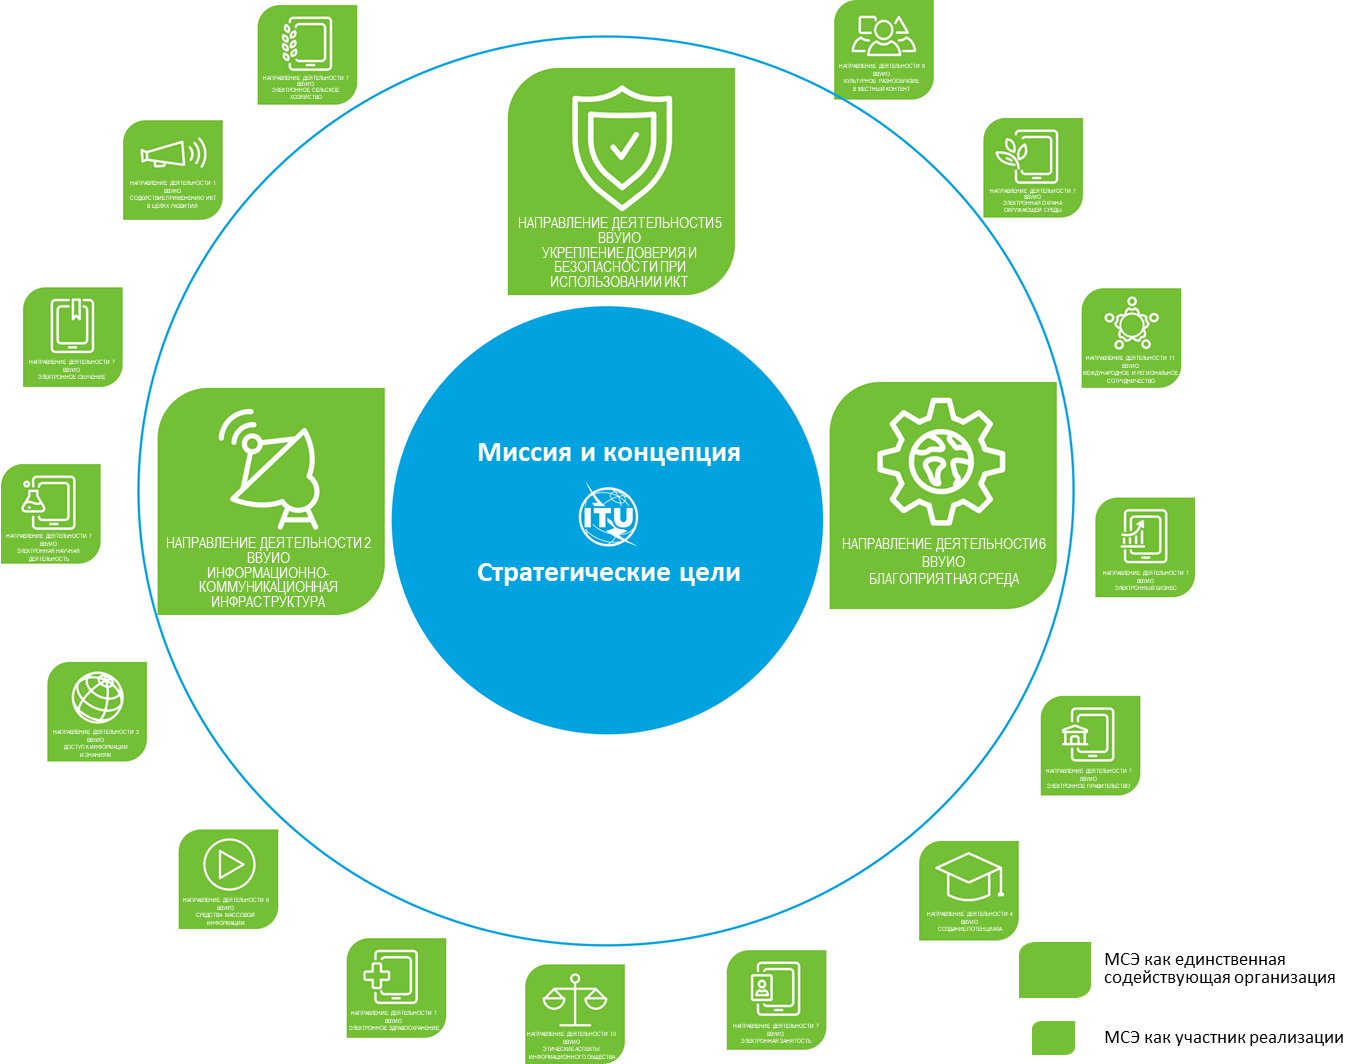 НАПРАВЛЕНИЕ ДЕЯТЕЛЬНОСТИ 7
ВВУИО
ЭЛЕКТРОННОЕ СЕЛЬСКОЕ
ХОЗЯЙСТВО
НАПРАВЛЕНИЕ ДЕЯТЕЛЬНОСТИ 8
ВВУИО
КУЛЬТУРНОЕ РАЗНООБРАЗИЕ
И МЕСТНЫЙ КОНТЕНТ
НАПРАВЛЕНИЕ ДЕЯТЕЛЬНОСТИ 5
ВВУИО
УКРЕПЛЕНИЕ ДОВЕРИЯ И
БЕЗОПАСНОСТИ ПРИ
ИСПОЛЬЗОВАНИИ ИКТ
НАПРАВЛЕНИЕ ДЕЯТЕЛЬНОСТИ 1
ВВУИО
СОДЕЙСТВИЕ ПРИМЕНЕНИЮ ИКТ
В ЦЕЛЯХ РАЗВИТИЯ
НАПРАВЛЕНИЕ ДЕЯТЕЛЬНОСТИ 7
ВВУИО
ЭЛЕКТРОННАЯ ОХРАНА
ОКРУЖАЮЩЕЙ СРЕДЫ
НАПРАВЛЕНИЕ ДЕЯТЕЛЬНОСТИ 7
ВВУИО
ЭЛЕКТРОННОЕ ОБУЧЕНИЕ
НАПРАВЛЕНИЕ ДЕЯТЕЛЬНОСТИ 11
ВВУИО
МЕЖДУНАРОДНОЕ И РЕГИОНАЛЬНОЕ
СОТРУДНИЧЕСТВО
Миссия и концепция
ITU
Стратегические цели
НАПРАВЛЕНИЕ ДЕЯТЕЛЬНОСТИ 2
ВВУИО
ИНФОРМАЦИОННО-
КОММУНИКАЦИОННАЯ
ИНФРАСТРУКТУРА
НАПРАВЛЕНИЕ ДЕЯТЕЛЬНОСТИ 6
ВВУИО
БЛАГОПРИЯТНАЯ СРЕДА
НАПРАВЛЕНИЕ ДЕЯТЕЛЬНОСТИ 7
ВВУИО
ЭЛЕКТРОННАЯ НАУЧНАЯ
ДЕЯТЕЛЬНОСТЬ
НАПРАВЛЕНИЕ ДЕЯТЕЛЬНОСТИ 7
ВВУИО
ЭЛЕКТРОННЫЙ БИЗНЕС
НАПРАВЛЕНИЕ ДЕЯТЕЛЬНОСТИ 3
ВВУИО
ДОСТУП К ИНФОРМАЦИИ
И ЗНАНИЯМ
НАПРАВЛЕНИЕ ДЕЯТЕЛЬНОСТИ 7
ВВУИО
ЭЛЕКТРОННОЕ ПРАВИТЕЛЬСТВО
НАПРАВЛЕНИЕ ДЕЯТЕЛЬНОСТИ 9
ВВУИО
СРЕДСТВА МАССОВОЙ
ИНФОРМАЦИИ
НАПРАВЛЕНИЕ ДЕЯТЕЛЬНОСТИ 4
ВВУИО
СОЗДАНИЕ ПОТЕНЦИАЛА
НАПРАВЛЕНИЕ ДЕЯТЕЛЬНОСТИ 7
ВВУИО
ЭЛЕКТРОННОЕ ЗДРАВООХРАНЕНИЕ
НАПРАВЛЕНИЕ ДЕЯТЕЛЬНОСТИ 10
ВВУИО
ЭТИЧЕСКИЕ АСПЕКТЫ
ИНФОРМАЦИОННОГО ОБЩЕСТВА
НАПРАВЛЕНИЕ ДЕЯТЕЛЬНОСТИ 7
ВВУИО
ЭЛЕКТРОННАЯ ЗАНЯТОСТЬ
МСЭ как единственная
содействующая организация
МСЭ как участник реализации